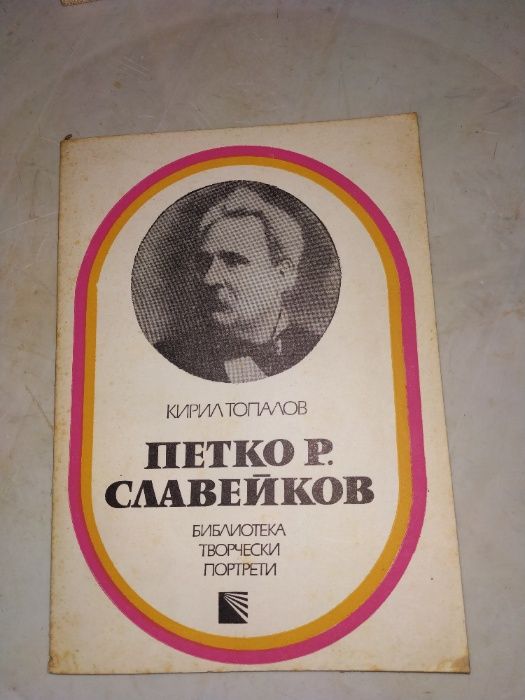 КИРИЛ ТОПАЛОВ
ПЕТКО Р.
СЛАВЕЙКОВ
БИБЛИОТЕКА
ТВОРЧЕСКИ
ПОРТРЕТИ